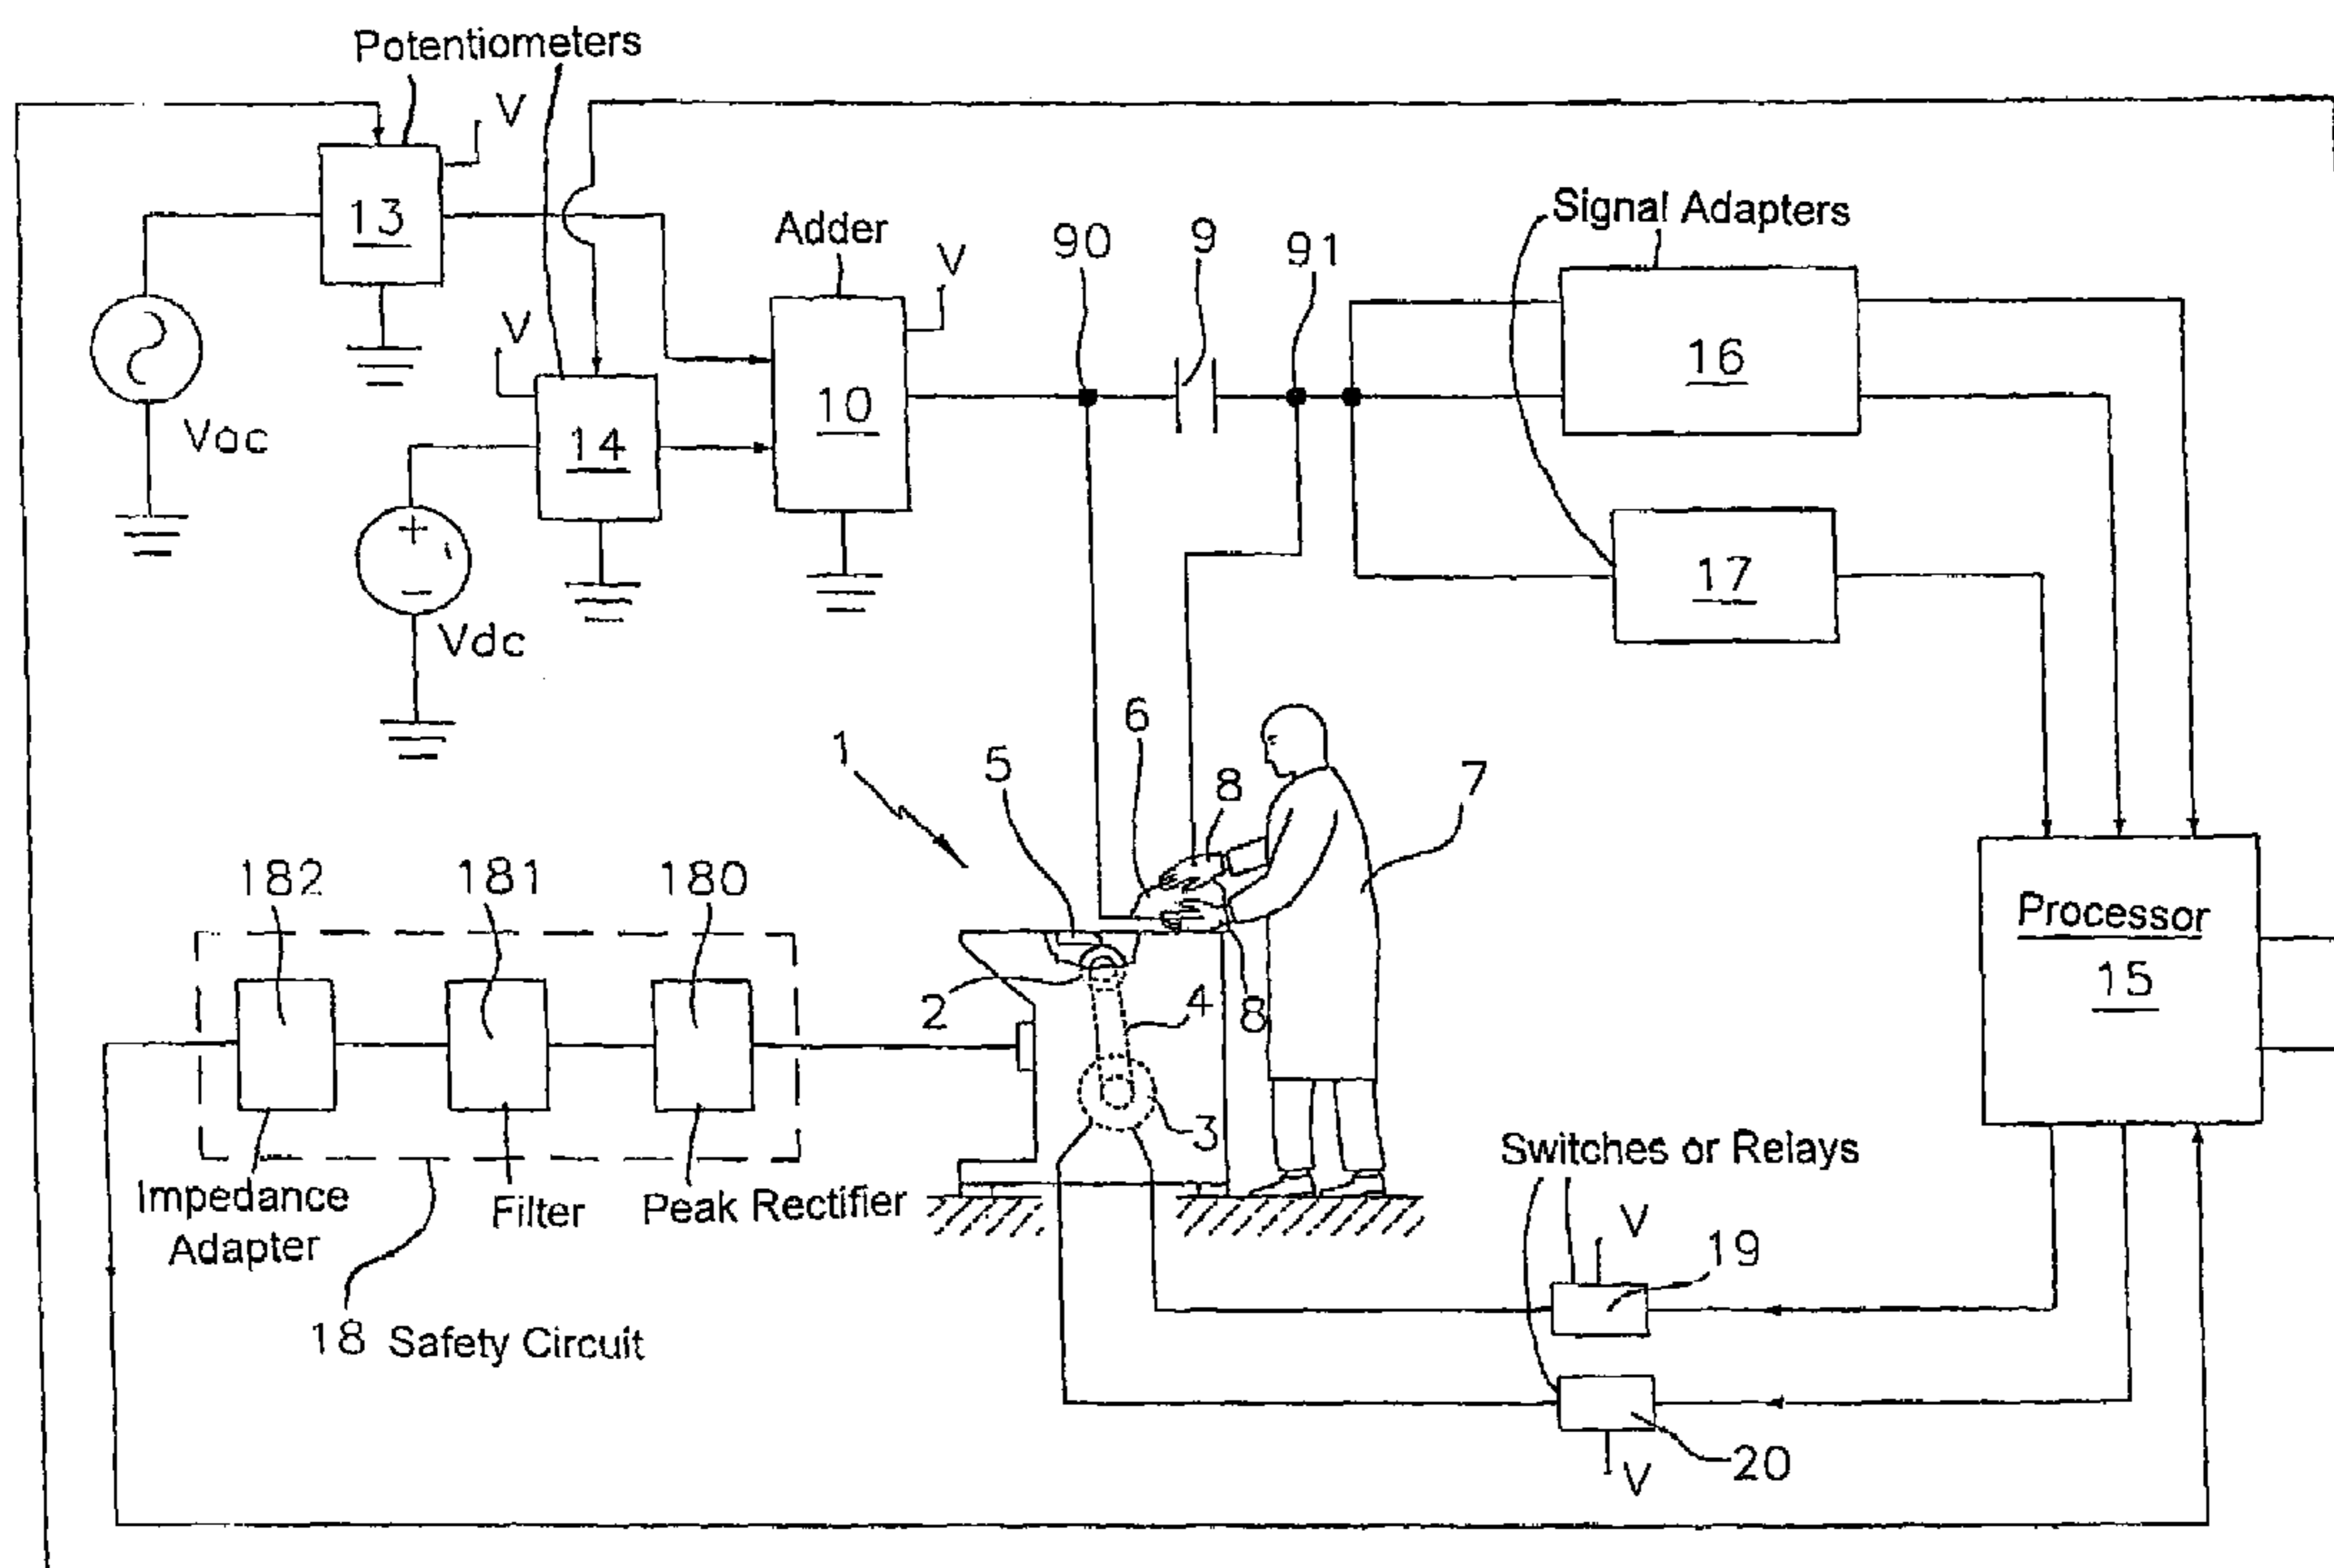 Potentiometers
V
13
Signal Adapters
Adder
90
9
91
V
V
16
10
Vac
14
17
Vdc
6
1
5
8
7
182
181
180
Processor
15
2
4
8
3
Switches or Relays
Impedance
Adapter
Filter
Peak Rectifier
V
19
18 Safety Circuit
20
V